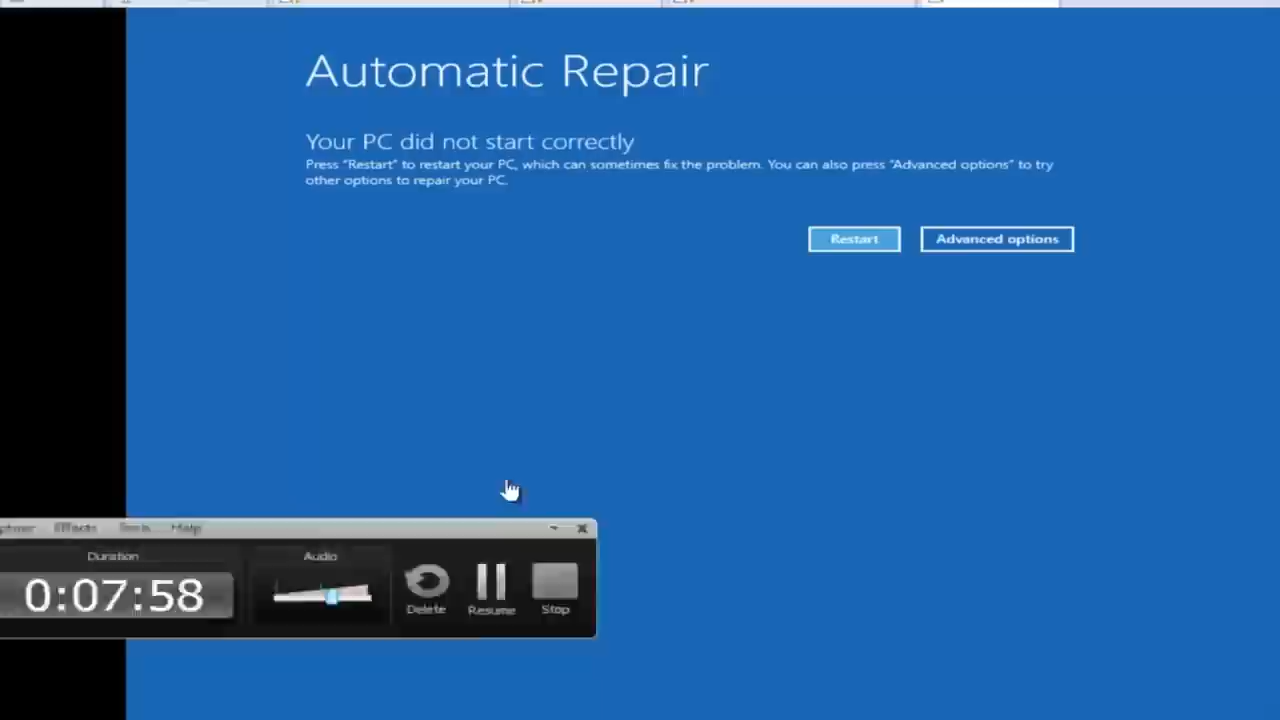 Automatic Repair
Your PC did not start correctly
Press "Restart" to restart your PC, which can sometimes fix the problem. You can also press "Advanced options" to try
other options to repair your PC.
Restart
Advanced options
Effects Tools Help
Duration
Audio
0:07:58
Delete
Resume
Stop